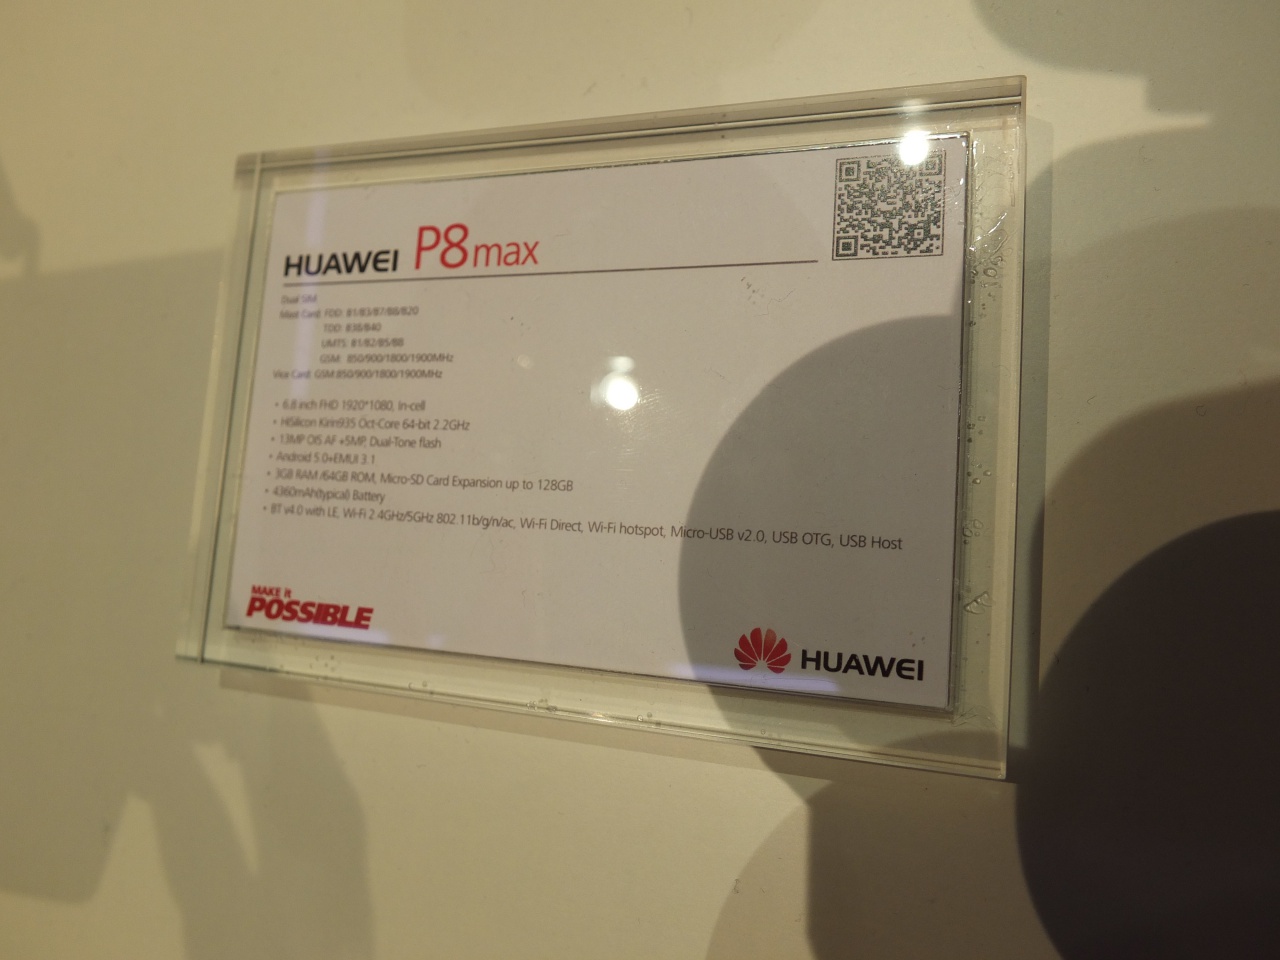 HUAWEI P8max
Dual SIM
Mast Card: FDD: B1/B3/B7/B8/B20
TDD: B38/B40
UMTS: B1/B2/B5/B8
GSM: 850/900/1800/1900MHz
Vice Card: GSM 850/900/1800/1900MHz
• 6.8 inch FHD 1920*1080, In-cell
• HiSilicon Kirin935 Oct-Core 64-bit 2.2GHz
• 13MP OIS AF +5MP, Dual-Tone flash
• Android 5.0+EMUI 3.1
• 3GB RAM /64GB ROM, Micro-SD Card Expansion up to 128GB
• 4360mAh(typical) Battery
• BT v4.0 with LE, Wi-Fi 2.4GHz/5GHz 802.11b/g/n/ac, Wi-Fi Direct, Wi-Fi hotspot, Micro-USB v2.0, USB OTG, USB Host
MAKE it
POSSIBLE
HUAWEI